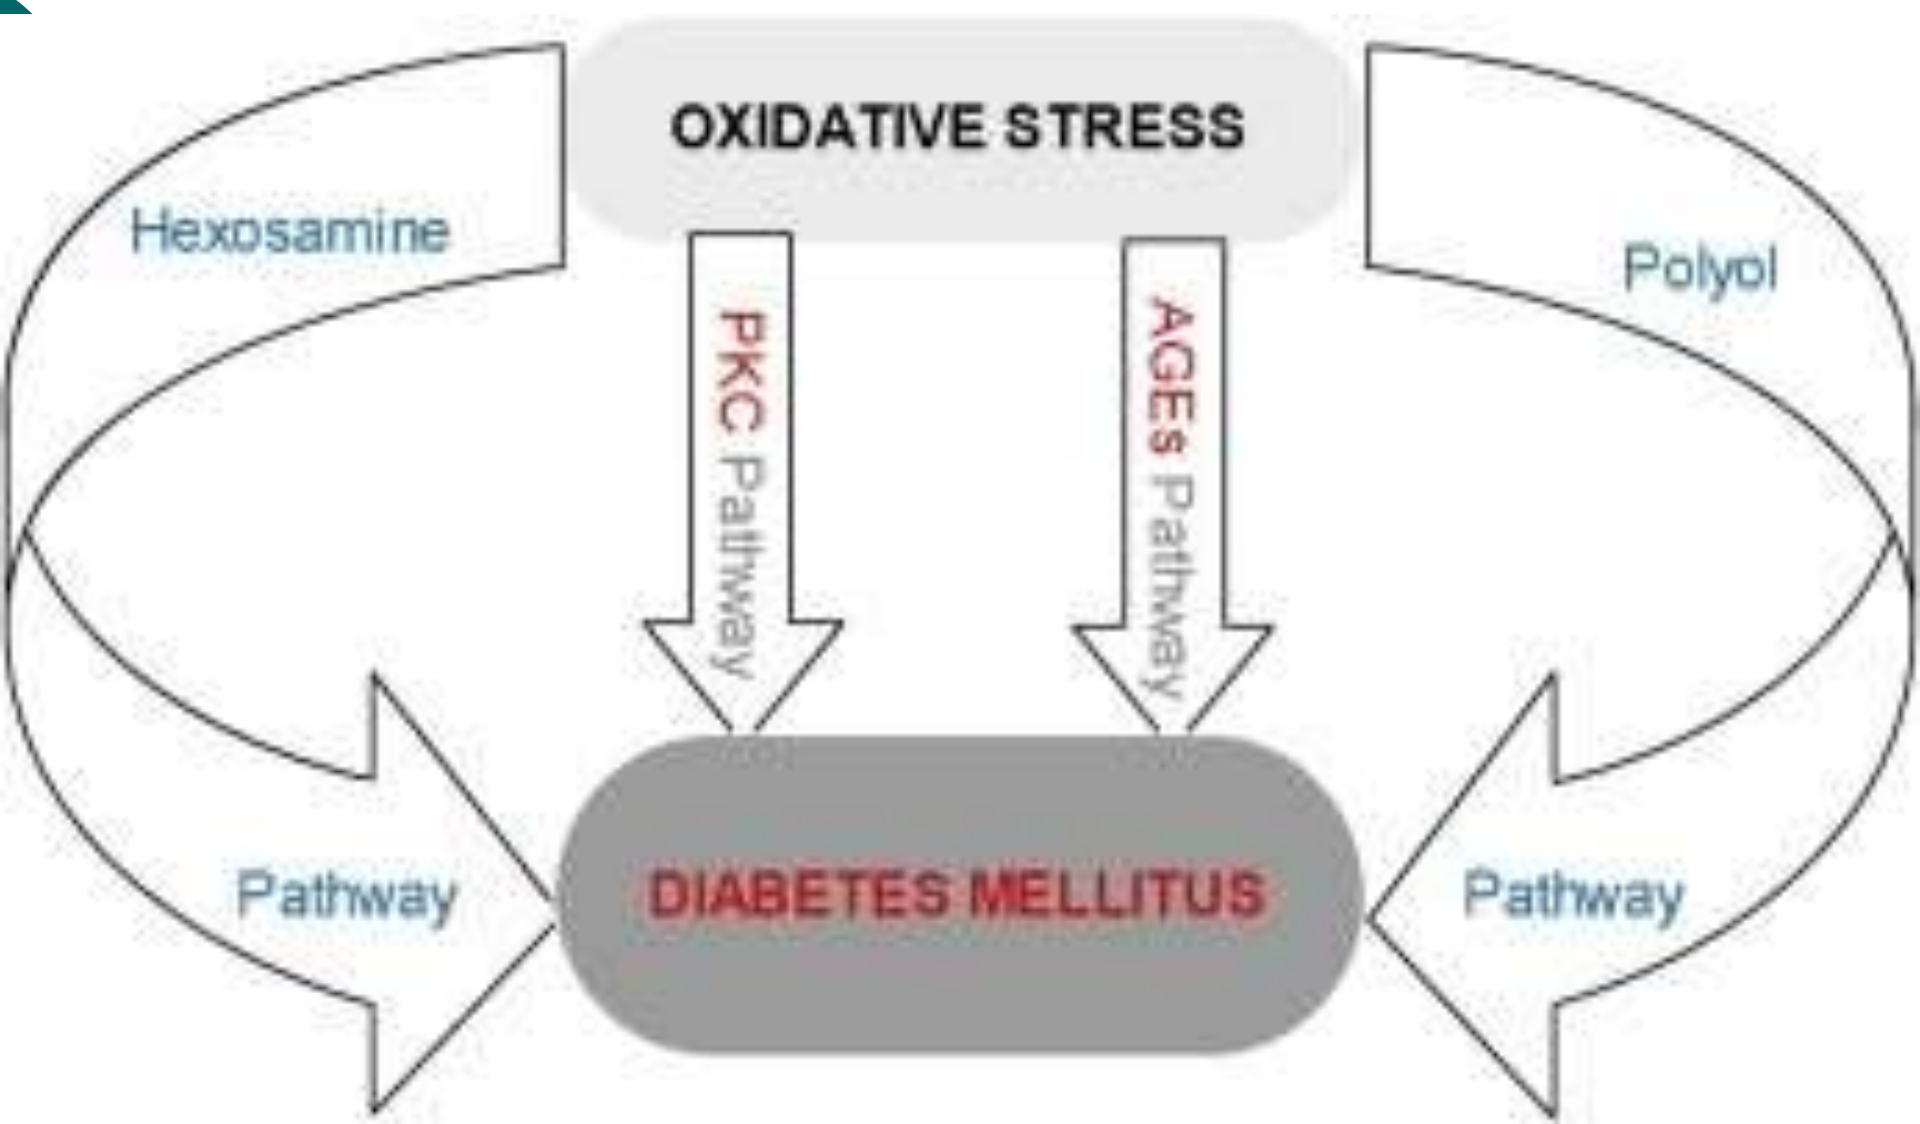 OXIDATIVE STRESS
Hexosamine
Polyol
PKC Pathway
AGEs Pathway
Pathway
DIABETES MELLITUS
Pathway